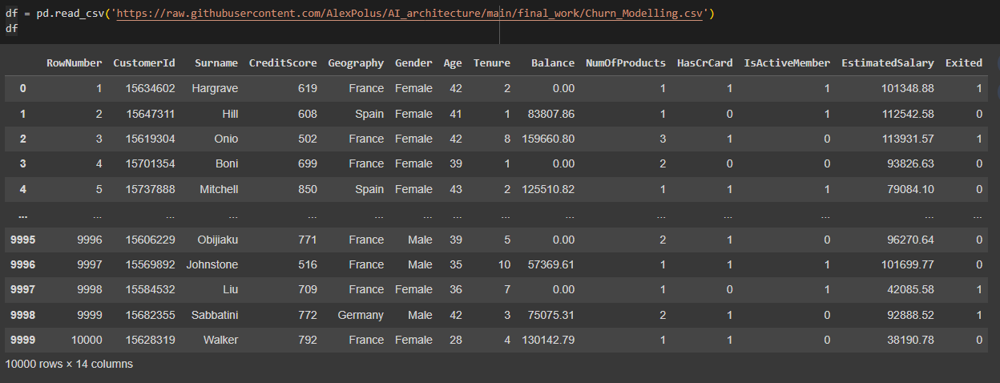 df = pd.read_csv('https://raw.githubusercontent.com/AlexPolus/AI_architecture/main/final_work/Churn_Modelling.csv')
df
RowNumber CustomerId Surname CreditScore Geography Gender Age Tenure Balance NumOfProducts HasCrCard IsActiveMember EstimatedSalary Exited
0 1 15634602 Hargrave 619 France Female 42 2 0.00 1 1 1 101348.88 1
1 2 15647311 Hill 608 Spain Female 41 1 83807.86 1 0 1 112542.58 0
2 3 15619304 Onio 502 France Female 42 8 159660.80 3 1 0 113931.57 1
3 4 15701354 Boni 699 France Female 39 1 0.00 2 0 0 93826.63 0
4 5 15737888 Mitchell 850 Spain Female 43 2 125510.82 1 1 1 79084.10 0
... ... ... ... ... ... ... ... ... ... ... ... ... ... ...
9995 9996 15606229 Obijiaku 771 France Male 39 5 0.00 2 1 0 96270.64 0
9996 9997 15569892 Johnstone 516 France Male 35 10 57369.61 1 1 1 101699.77 0
9997 9998 15584532 Liu 709 France Female 36 7 0.00 1 0 1 42085.58 1
9998 9999 15682355 Sabbatini 772 Germany Male 42 3 75075.31 2 1 0 92888.52 1
9999 10000 15628319 Walker 792 France Female 28 4 130142.79 1 1 0 38190.78 0
10000 rows × 14 columns